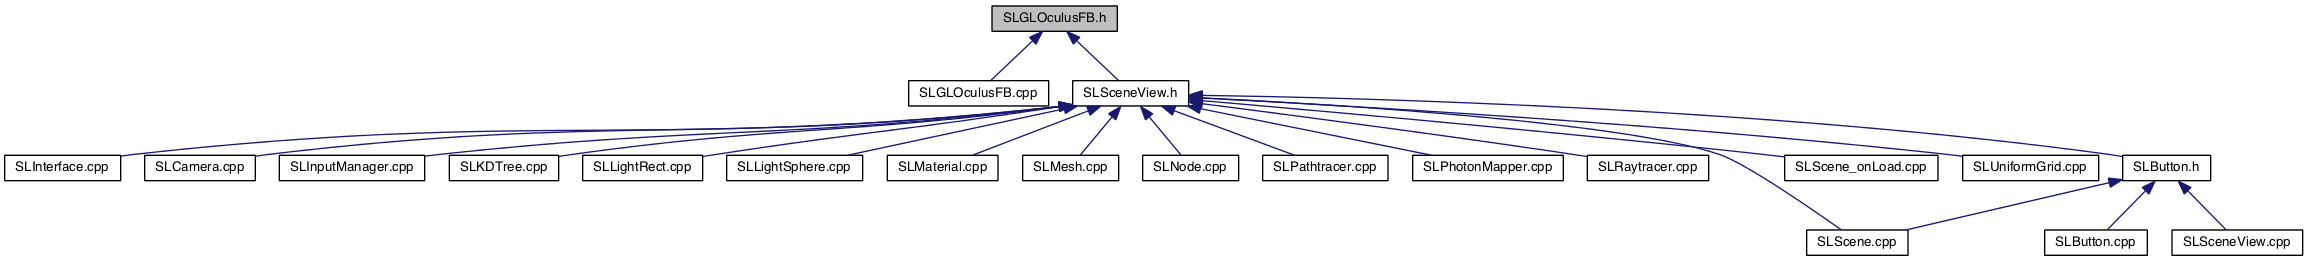 SLGLOculusFB.h
SLGLOculusFB.cpp
SLSceneView.h
SLInterface.cpp
SLCamera.cpp
SLInputManager.cpp
SLKDTree.cpp
SLLightRect.cpp
SLLightSphere.cpp
SLMaterial.cpp
SLMesh.cpp
SLNode.cpp
SLPathtracer.cpp
SLPhotonMapper.cpp
SLRaytracer.cpp
SLScene_onLoad.cpp
SLUniformGrid.cpp
SLButton.h
SLScene.cpp
SLButton.cpp
SLSceneView.cpp